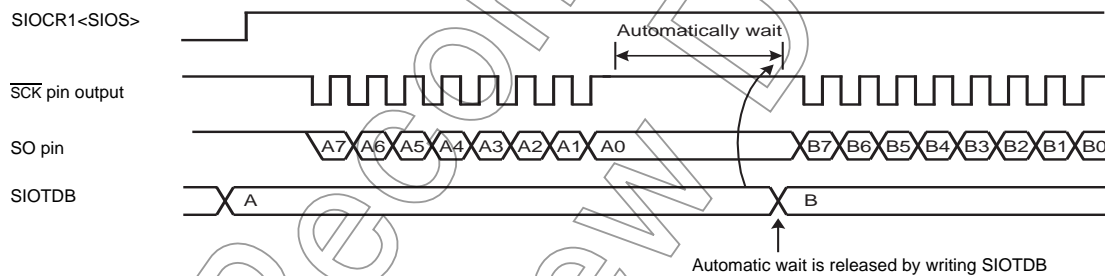 SIOCR1<SIOS>
Automatically wait
SCK pin output
SO pin
A7 A6 A5 A4 A3 A2 A1 A0 B7 B6 B5 B4 B3 B2 B1 B0
SIOTDB
A B
Automatic wait is released by writing SIOTDB